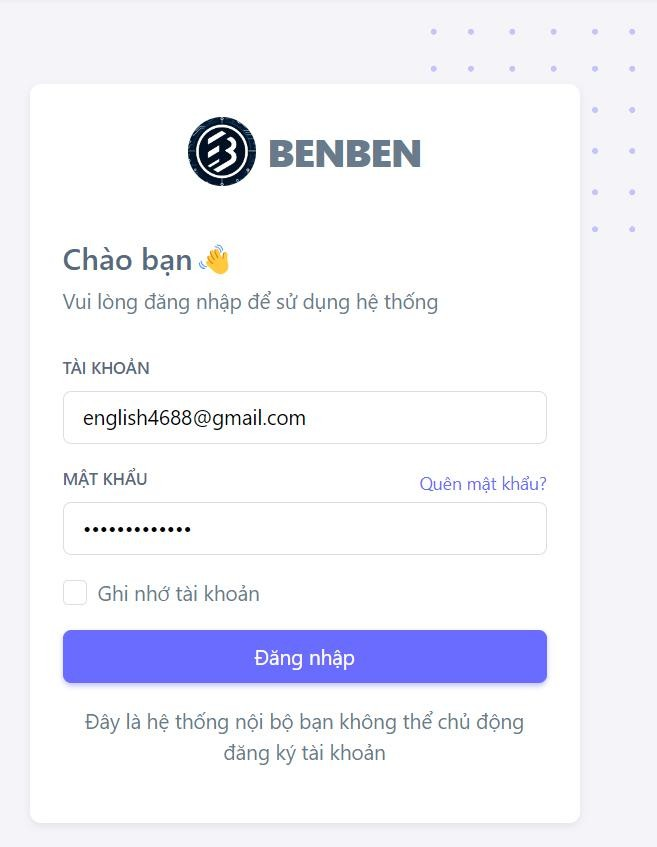 BENBEN
Chào bạn 👋
Vui lòng đăng nhập để sử dụng hệ thống
TÀI KHOẢN
english4688@gmail.com
MẬT KHẨU
Quên mật khẩu?
•••••••••••••
Ghi nhớ tài khoản
Đăng nhập
Đây là hệ thống nội bộ bạn không thể chủ động
đăng ký tài khoản